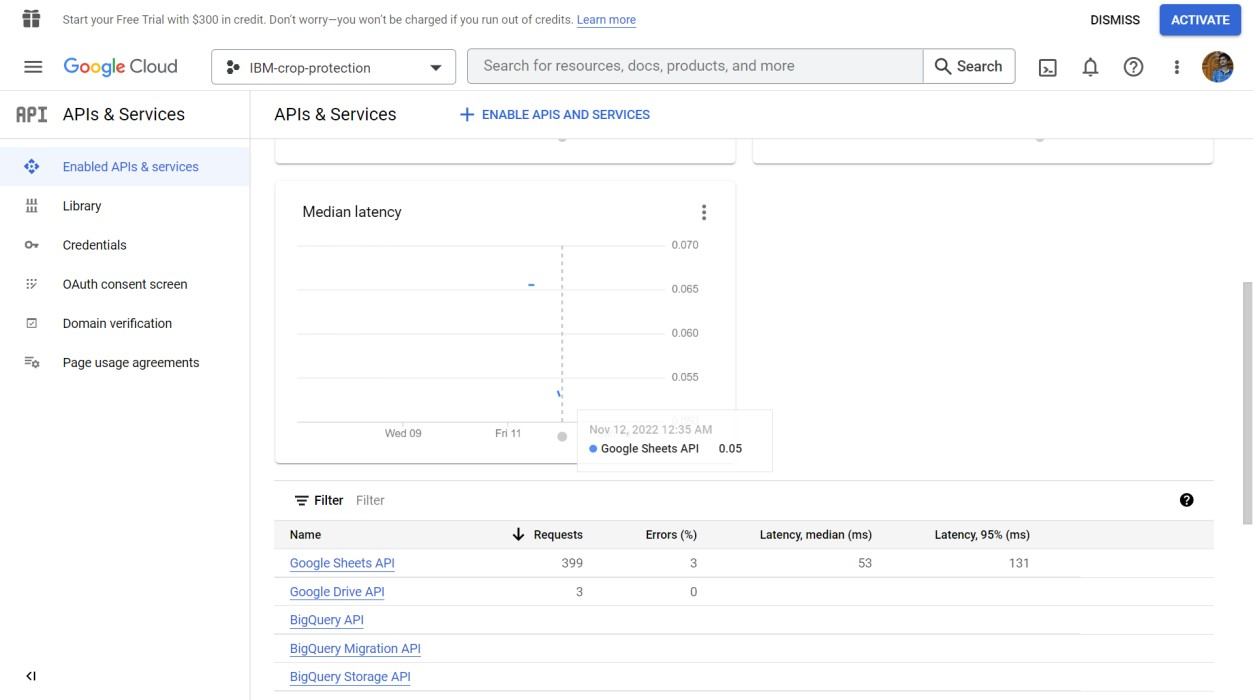 Start your Free Trial with $300 in credit. Don't worry—you won't be charged if you run out of credits. Learn more
DISMISS
ACTIVATE
Google Cloud
IBM-crop-protection
Search for resources, docs, products, and more
Search
API APIs & Services
APIs & Services
ENABLE APIS AND SERVICES
Enabled APIs & services
Library
Credentials
OAuth consent screen
Domain verification
Page usage agreements
Median latency
0.070
0.065
0.060
0.055
Wed 09
Fri 11
Nov 12, 2022 12:35 AM
Google Sheets API 0.05
Filter Filter
Name Requests Errors (%) Latency, median (ms) Latency, 95% (ms)
Google Sheets API 399 3 53 131
Google Drive API 3 0
BigQuery API
BigQuery Migration API
BigQuery Storage API